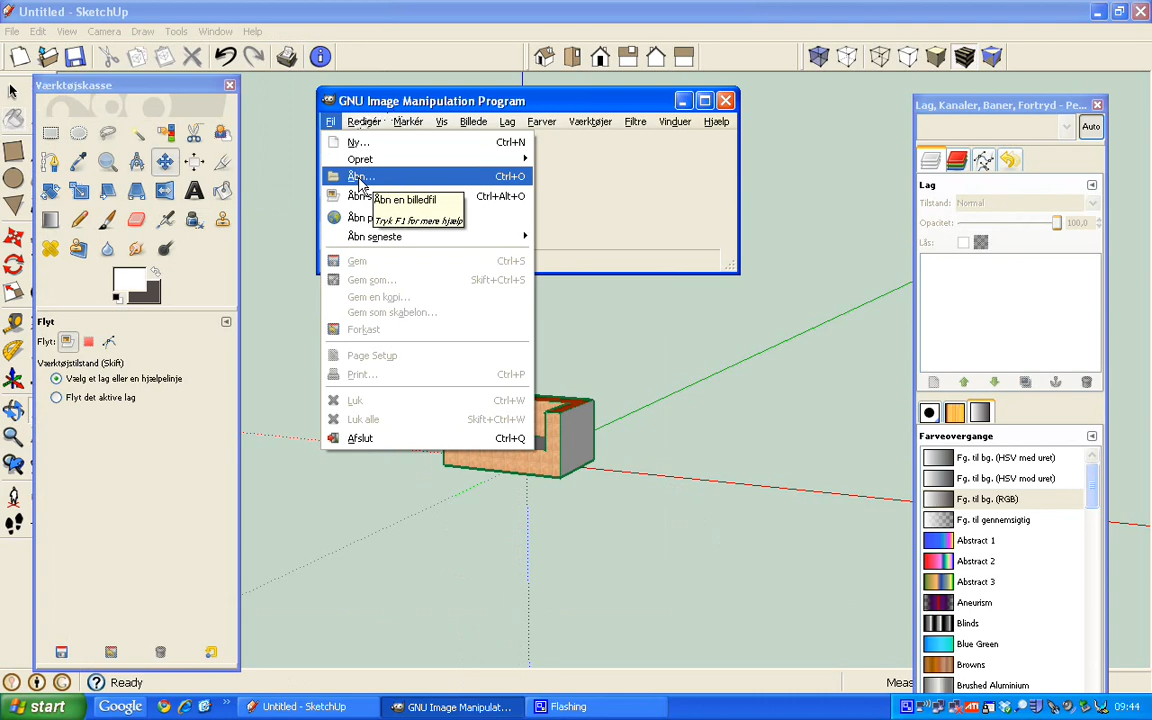 Untitled - SketchUp
File Edit View Camera Draw Tools Window Help
Værktøjskasse
GNU Image Manipulation Program
Fil Redigér Markér Vis Billede Lag Farver Værktøjer Filtre Vinduer Hjælp
Ny... Ctrl+N
Opret
Åbn... Ctrl+O
Ctrl+Alt+O
Åbn en billedfil
Tryk F1 for mere hjælp
Åbn seneste
Gem Ctrl+S
Gem som... Skift+Ctrl+S
Gem en kopi...
Gem som skabelon...
Forkast
Page Setup
Print... Ctrl+P
Luk Ctrl+W
Luk alle Skift+Ctrl+W
Afslut Ctrl+Q
Flyt
Flyt:
Værktøjstilstand (Skift)
Vælg et lag eller en hjælpelinje
Flyt det aktive lag
Lag, Kanaler, Baner, Fortryd - Pe...
Auto
Lag
Tilstand: Normal
Opacitet: 100,0
Lås:
Farveovergange
Fg. til bg. (HSV med uret)
Fg. til bg. (HSV mod uret)
Fg. til bg. (RGB)
Fg. til gennemsigtig
Abstract 1
Abstract 2
Abstract 3
Aneurism
Blinds
Blue Green
Browns
Brushed Aluminium
Ready
Meas
start Google Untitled - SketchUp GNU Image Manipulat... Flashing 09:44